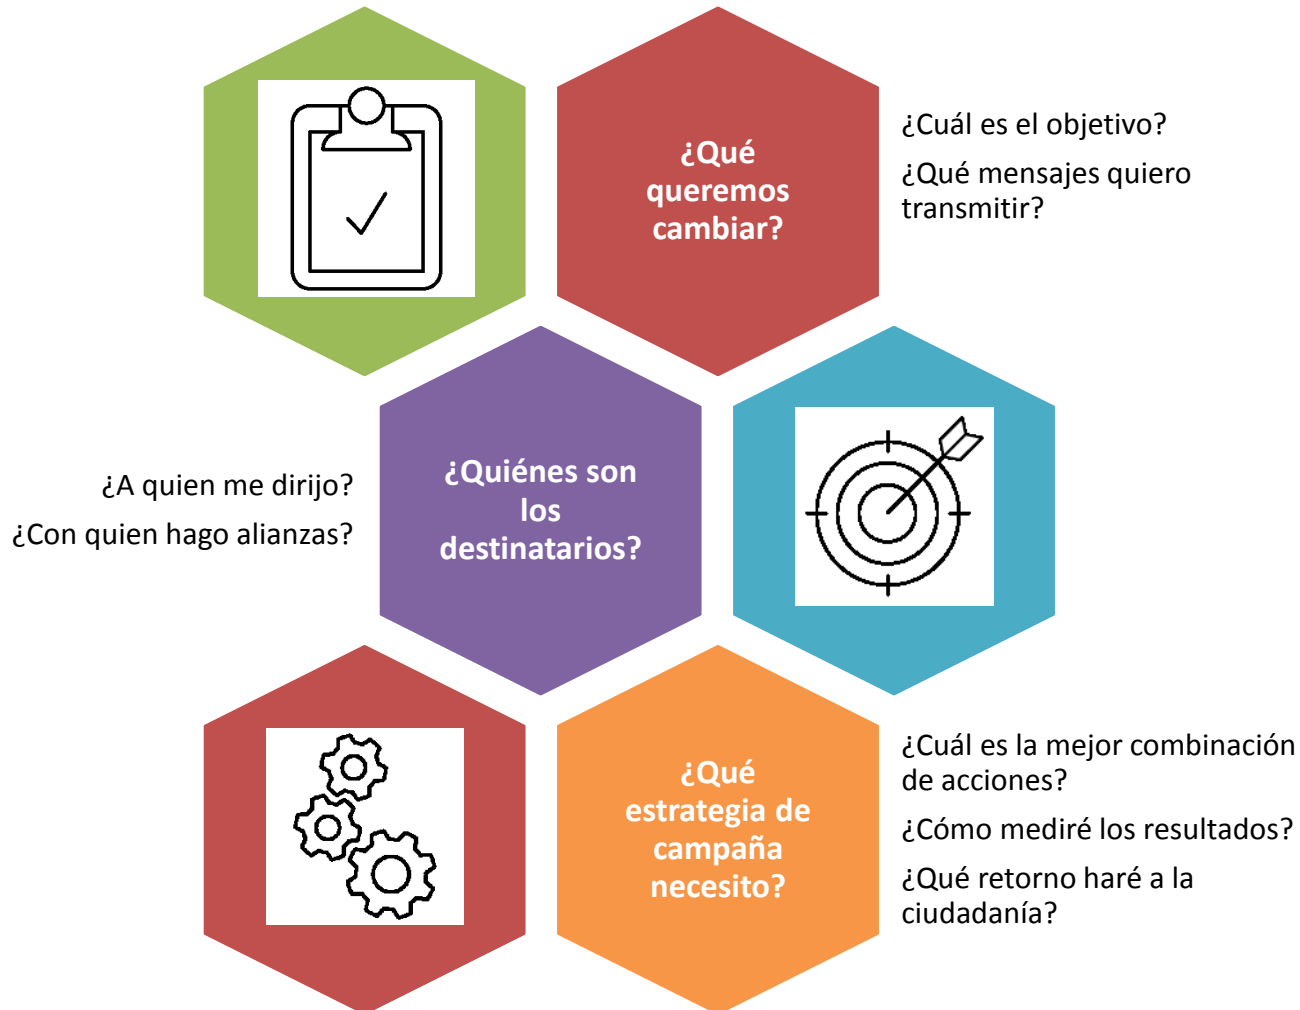 ¿Qué
queremos
cambiar?
¿Cuál es el objetivo?
¿Qué mensajes quiero
transmitir?
¿A quien me dirijo?
¿Con quien hago alianzas?
¿Quiénes son
los
destinatarios?
¿Qué
estrategia de
campaña
necesito?
¿Cuál es la mejor combinación
de acciones?
¿Cómo mediré los resultados?
¿Qué retorno haré a la
ciudadanía?